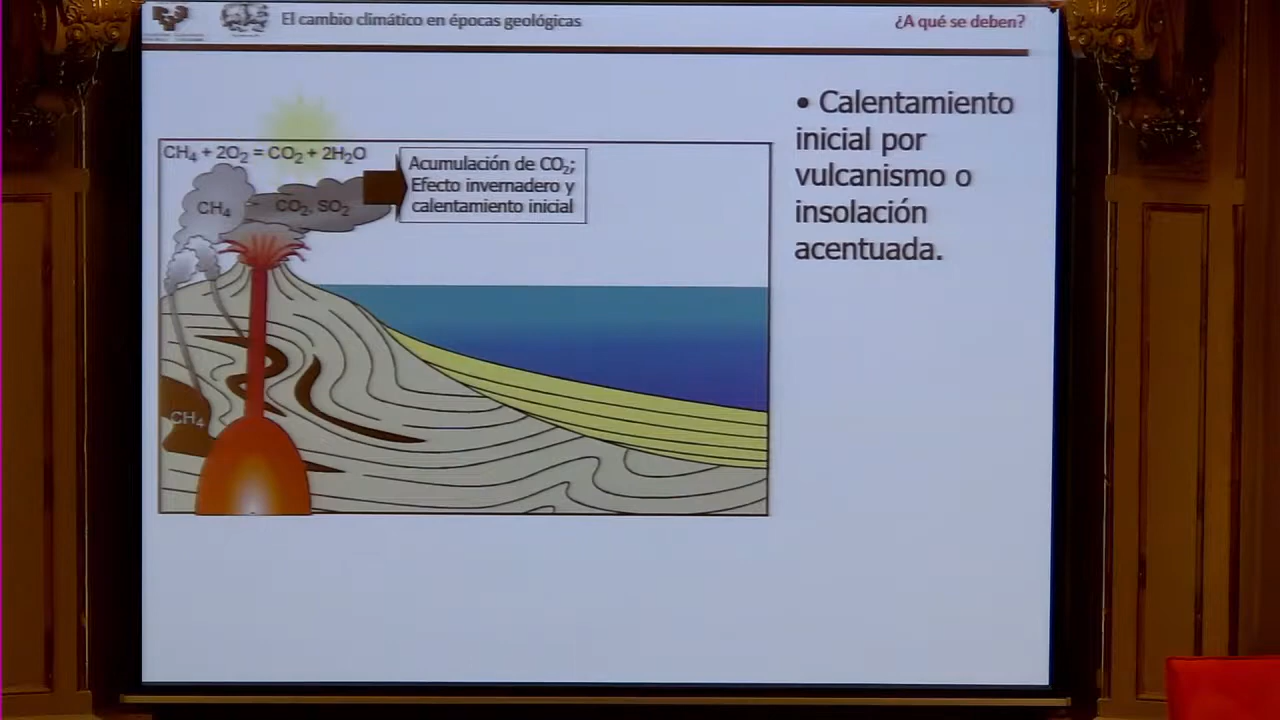 El cambio climático en épocas geológicas
¿A qué se deben?
• Calentamiento
inicial por
vulcanismo o
insolación
acentuada.
CH₄ + 2O₂ = CO₂ + 2H₂O
Acumulación de CO₂;
Efecto invernadero y
calentamiento inicial
CH₄
CO₂, SO₂
CH₄